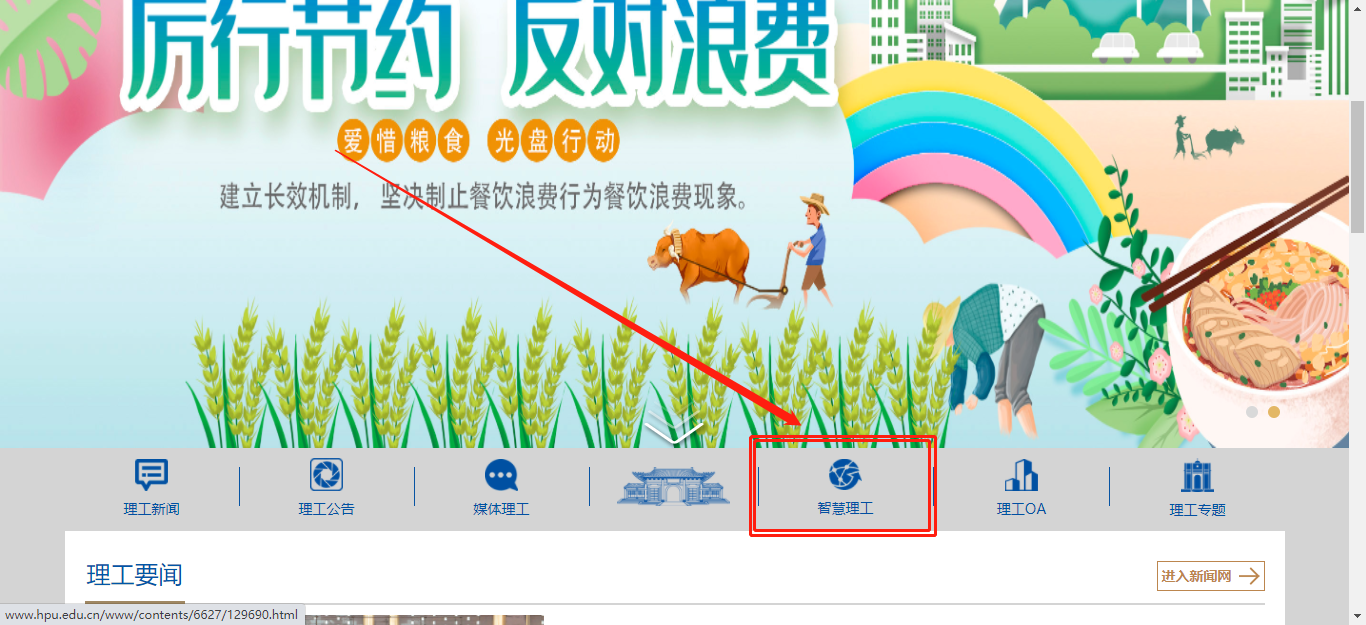 厉行节约 反对浪费
爱惜粮食 光盘行动
建立长效机制，坚决制止餐饮浪费行为餐饮浪费现象。
理工新闻 理工公告 媒体理工 智慧理工 理工OA 理工专题
理工要闻
进入新闻网
www.hpu.edu.cn/www/contents/6627/129690.html